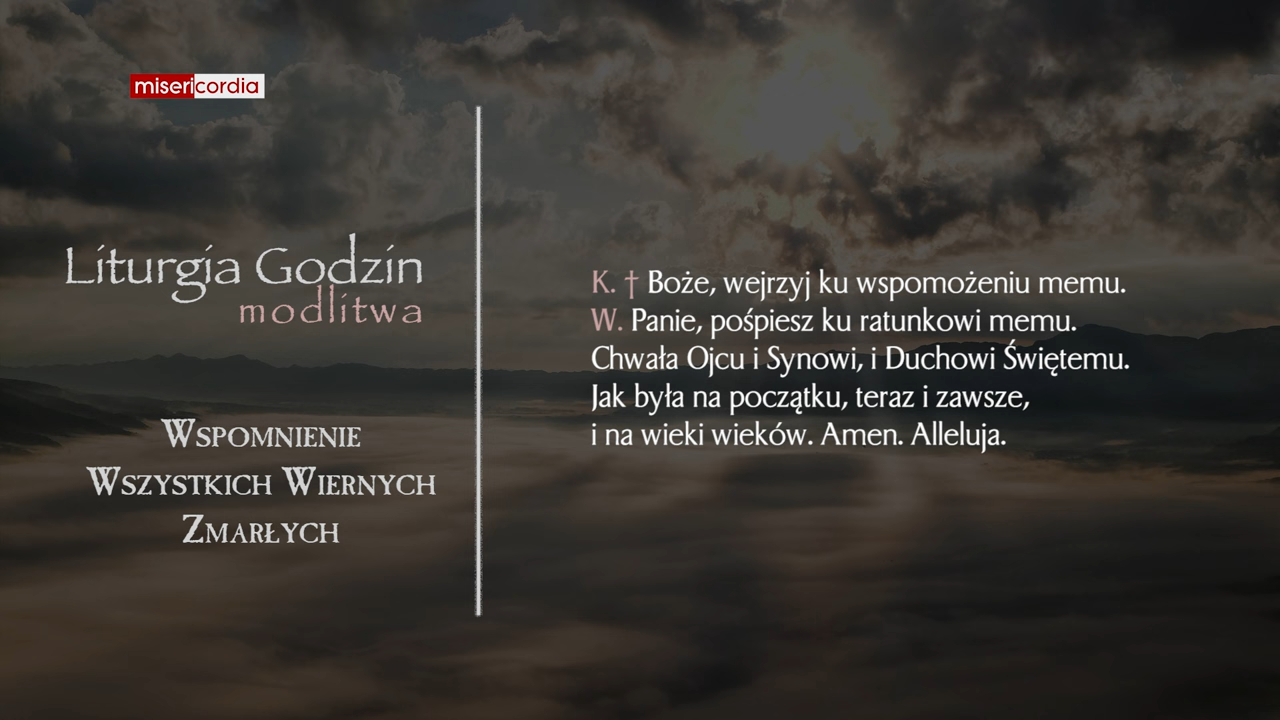 misericordia
Liturgia Godzin
modlitwa
Wspomnienie
Wszystkich Wiernych
Zmarłych
K. † Boże, wejrzyj ku wspomożeniu memu.
W. Panie, pośpiesz ku ratunkowi memu.
Chwała Ojcu i Synowi, i Duchowi Świętemu.
Jak była na początku, teraz i zawsze,
i na wieki wieków. Amen. Alleluja.